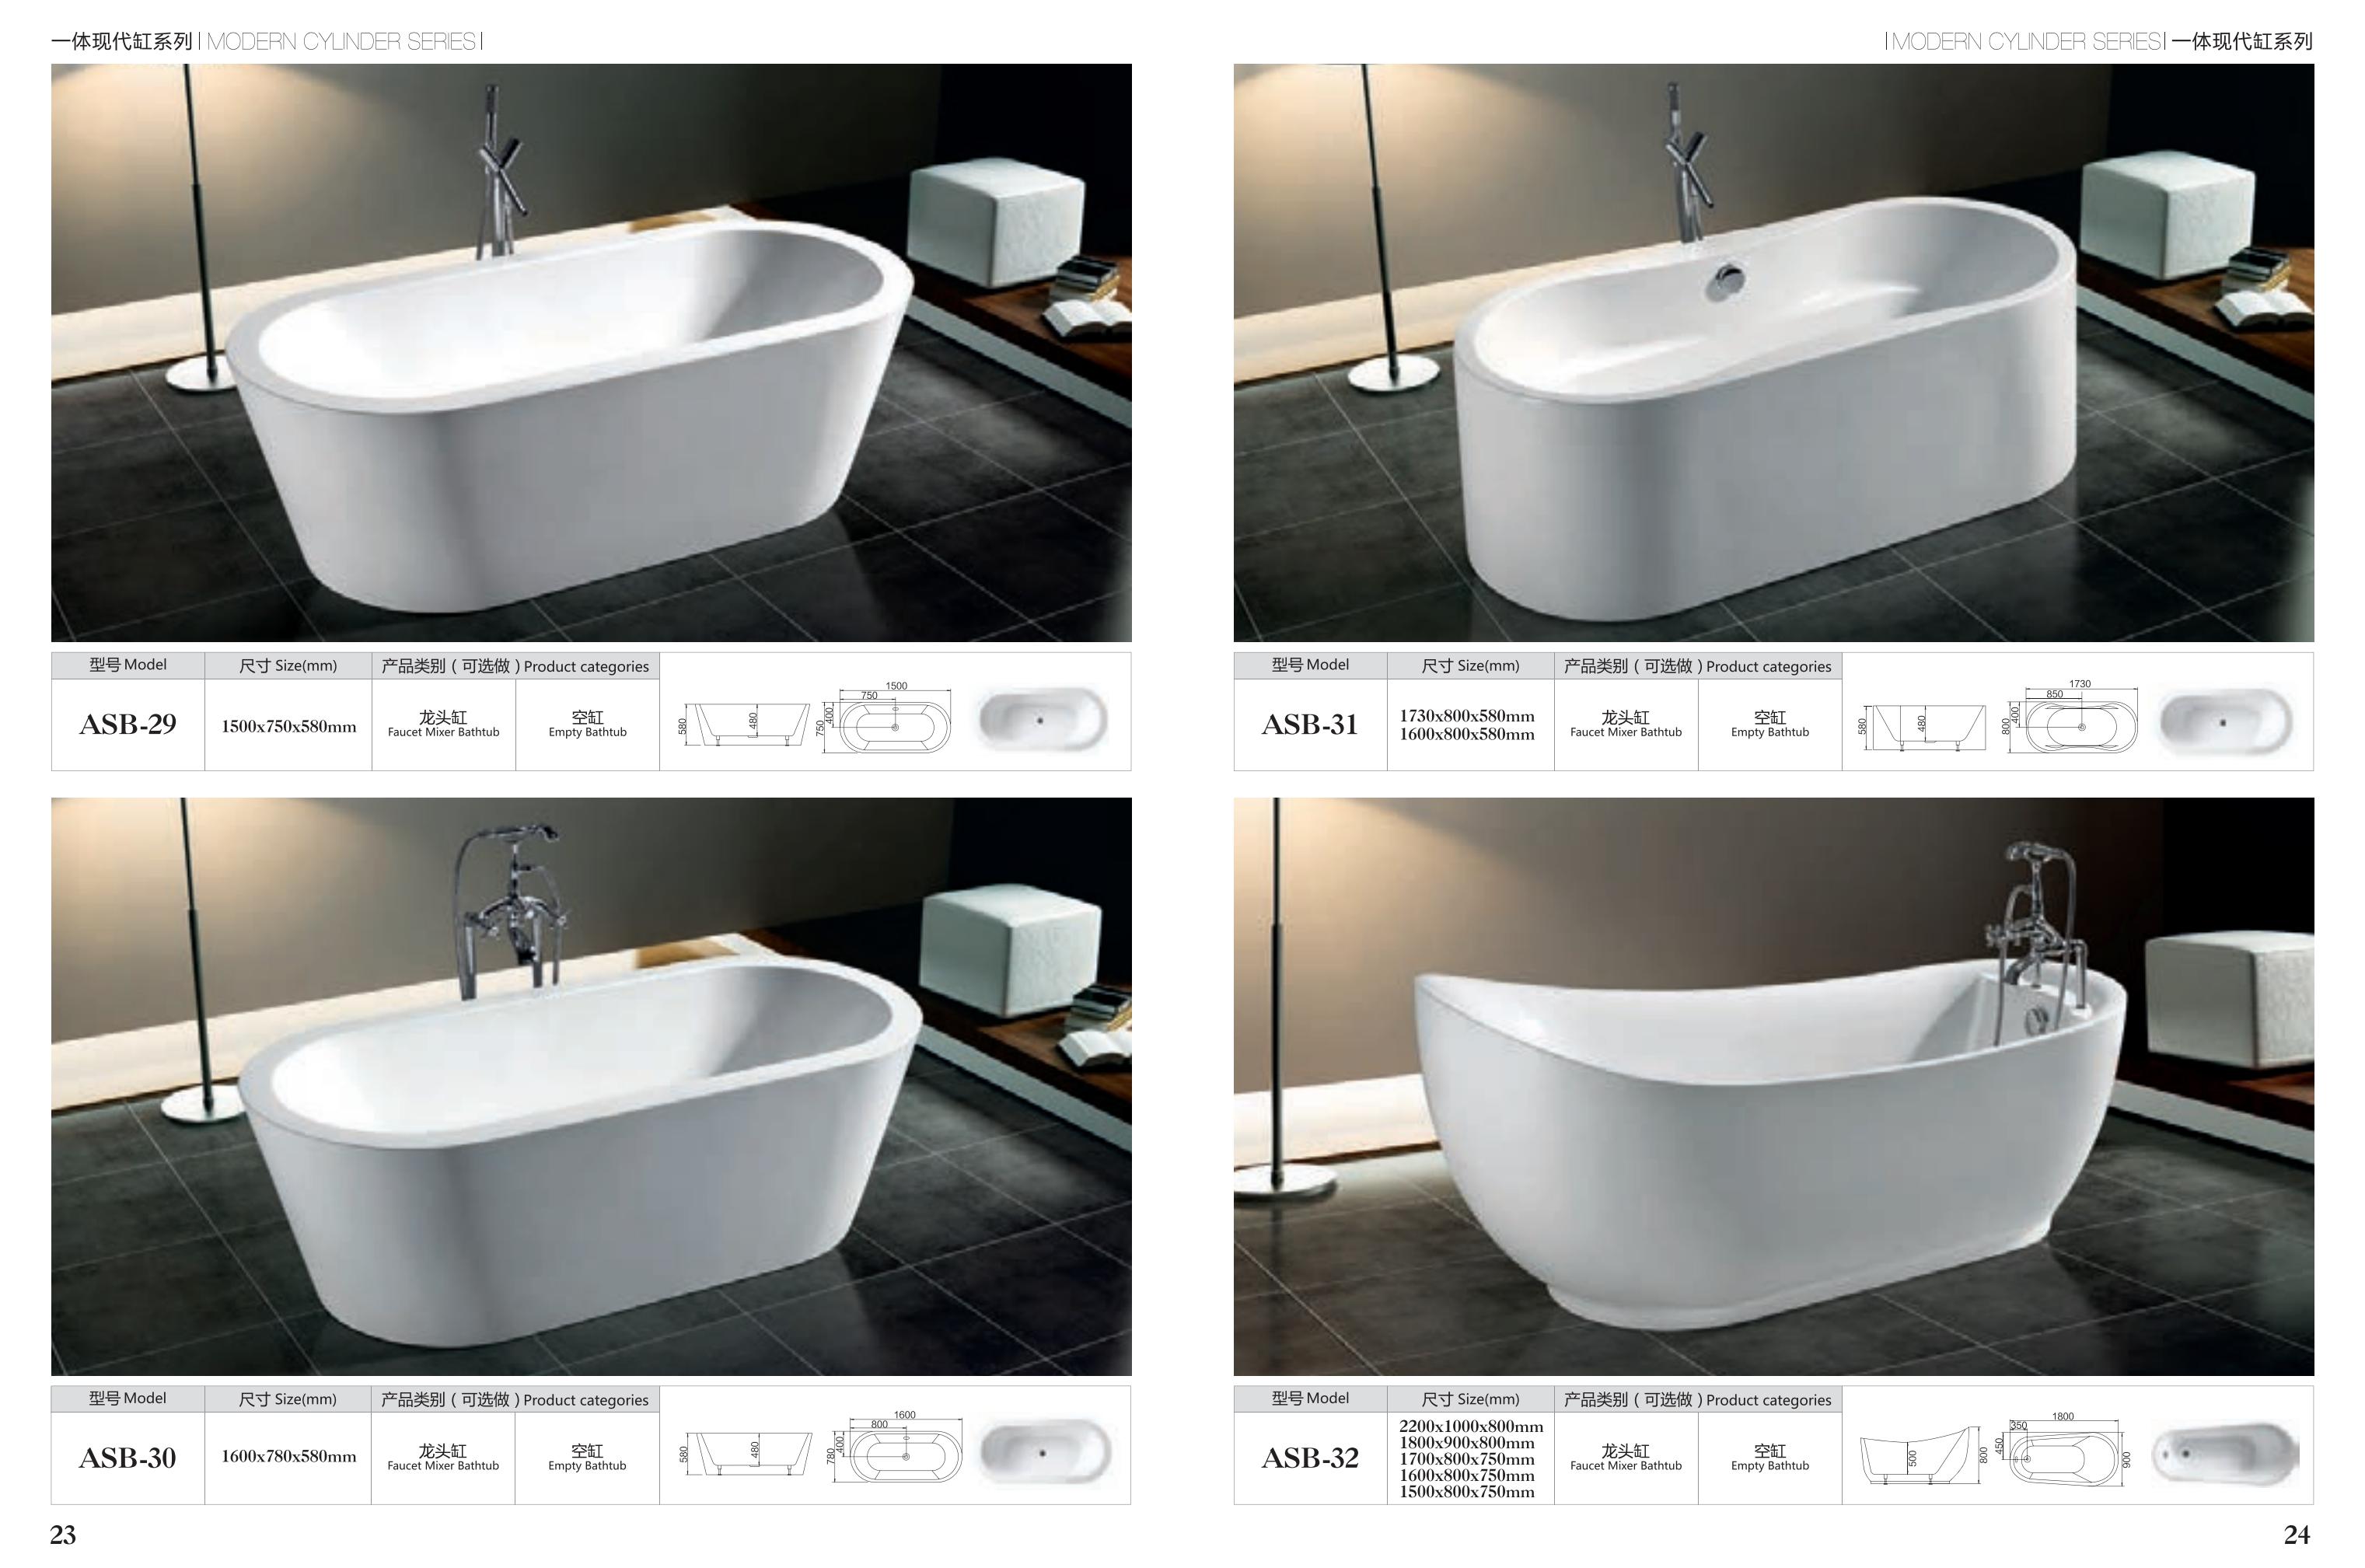 一体现代缸系列 | MODERN CYLINDER SERIES |
型号 Model
尺寸 Size(mm)
产品类别 ( 可选做 ) Product categories
ASB-29
1500x750x580mm
龙头缸
Faucet Mixer Bathtub
空缸
Empty Bathtub
580
480
1500
750
750
400
型号 Model
尺寸 Size(mm)
产品类别 ( 可选做 ) Product categories
ASB-30
1600x780x580mm
龙头缸
Faucet Mixer Bathtub
空缸
Empty Bathtub
580
480
1600
800
780
400
23
| MODERN CYLINDER SERIES | 一体现代缸系列
型号 Model
尺寸 Size(mm)
产品类别 ( 可选做 ) Product categories
ASB-31
1730x800x580mm
1600x800x580mm
龙头缸
Faucet Mixer Bathtub
空缸
Empty Bathtub
580
480
1730
850
800
400
型号 Model
尺寸 Size(mm)
产品类别 ( 可选做 ) Product categories
ASB-32
2200x1000x800mm
1800x900x800mm
1700x800x750mm
1600x800x750mm
1500x800x750mm
龙头缸
Faucet Mixer Bathtub
空缸
Empty Bathtub
500
800
1800
350
450
900
24